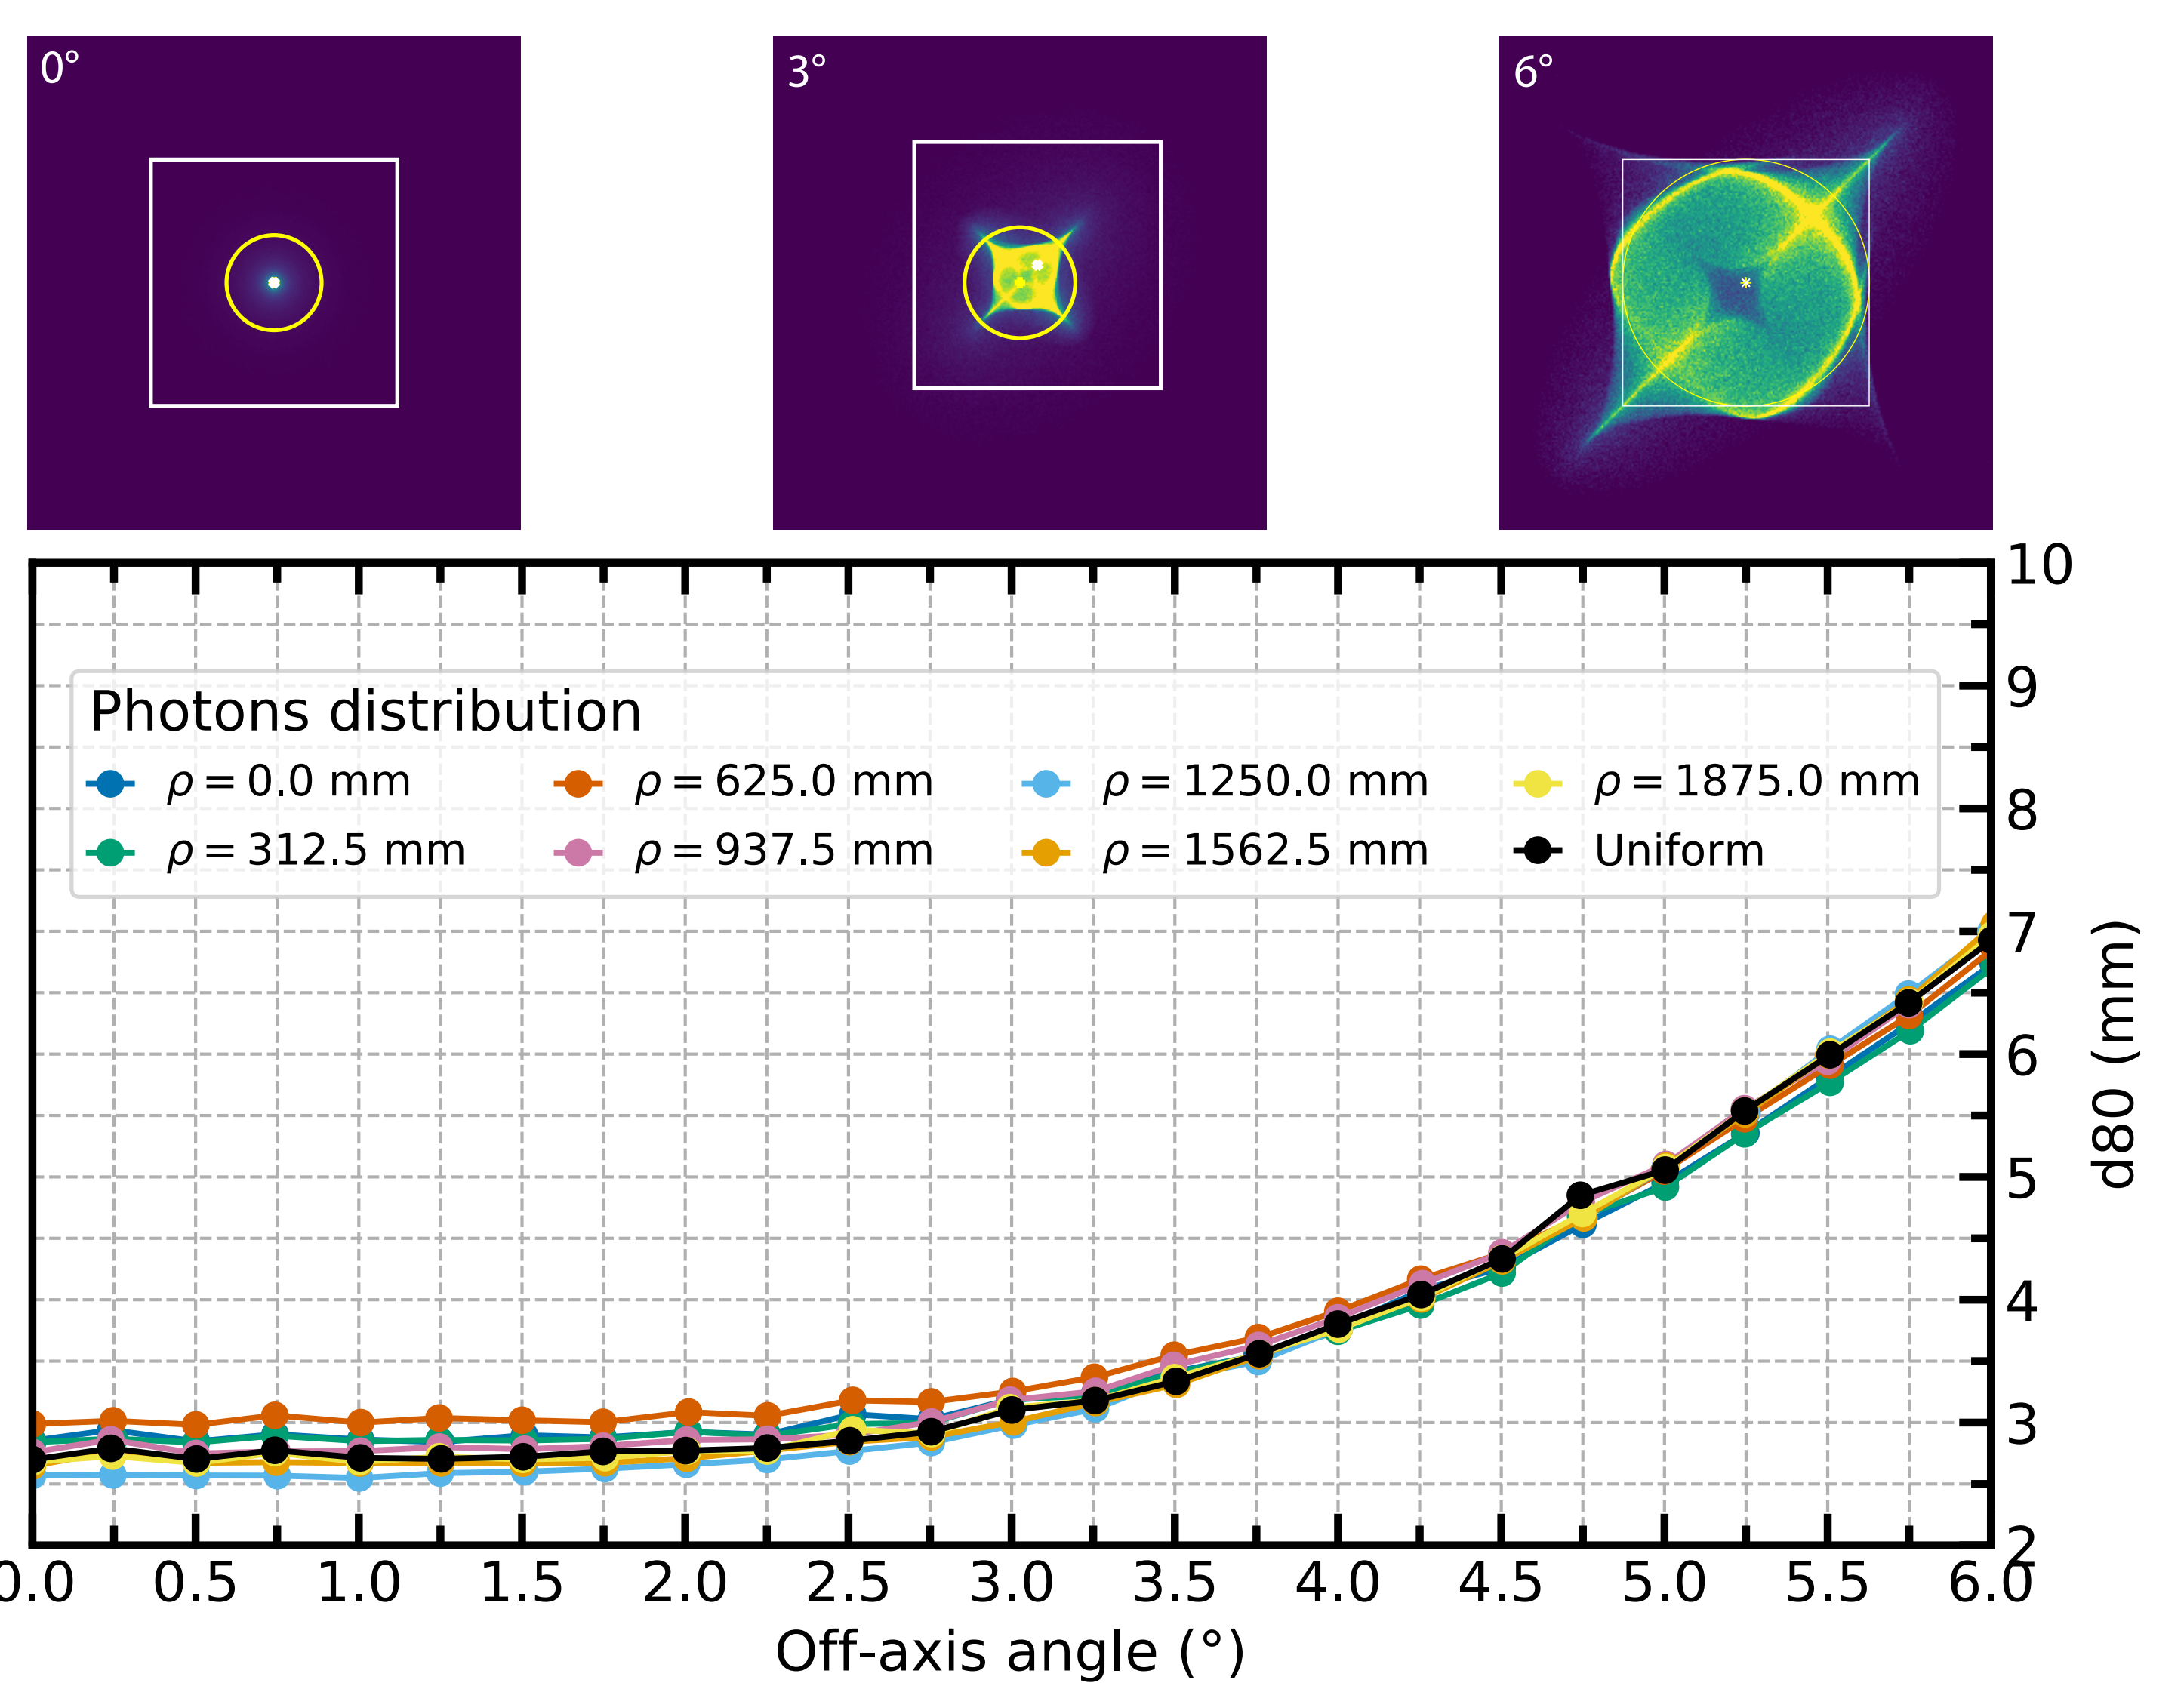 0°
3°
6°
10
9
8
7
6
5
4
3
2
d80 (mm)
Photons distribution
ρ = 0.0 mm
ρ = 312.5 mm
ρ = 625.0 mm
ρ = 937.5 mm
ρ = 1250.0 mm
ρ = 1562.5 mm
ρ = 1875.0 mm
Uniform
0.0 0.5 1.0 1.5 2.0 2.5 3.0 3.5 4.0 4.5 5.0 5.5 6.0
Off-axis angle (°)